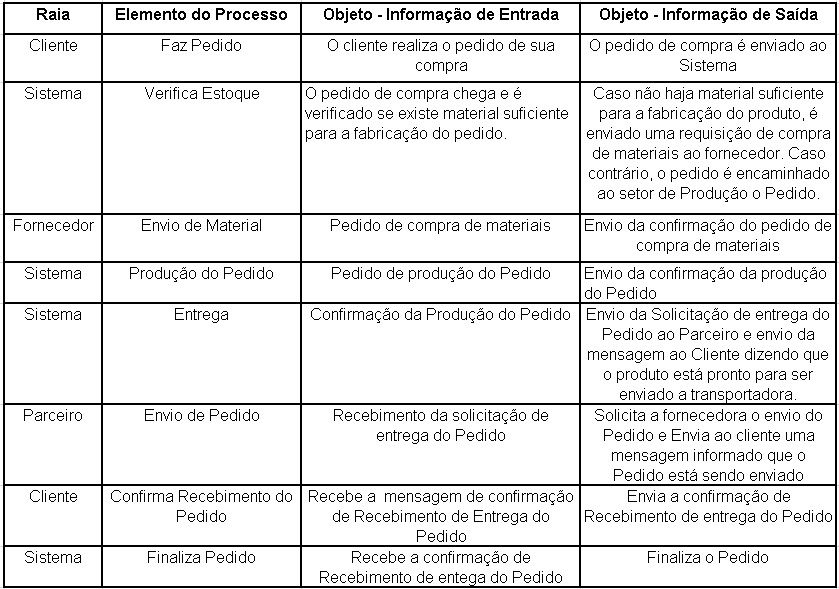 Raia
Elemento do Processo
Objeto - Informação de Entrada
Objeto - Informação de Saída
Cliente
Faz Pedido
O cliente realiza o pedido de sua
compra
O pedido de compra é enviado ao
Sistema
Sistema
Verifica Estoque
O pedido de compra chega e é
verificado se existe material suficiente
para a fabricação do pedido.
Caso não haja material suficiente
para a fabricação do produto, é
enviado uma requisição de compra
de materiais ao fornecedor. Caso
contrário, o pedido é encaminhado
ao setor de Produção o Pedido.
Fornecedor
Envio de Material
Pedido de compra de materiais
Envio da confirmação do pedido de
compra de materiais
Sistema
Produção do Pedido
Pedido de produção do Pedido
Envio da confirmação da produção
do Pedido
Sistema
Entrega
Confirmação da Produção do Pedido
Envio da Solicitação de entrega do
Pedido ao Parceiro e envio da
mensagem ao Cliente dizendo que
o produto está pronto para ser
enviado a transportadora.
Parceiro
Envio de Pedido
Recebimento da solicitação de
entrega do Pedido
Solicita a fornecedora o envio do
Pedido e Envia ao cliente uma
mensagem informado que o
Pedido está sendo enviado
Cliente
Confirma Recebimento do
Pedido
Recebe a  mensagem de confirmação
de Recebimento de Entrega do
Pedido
Envia a confirmação de
Recebimento de entrega do Pedido
Sistema
Finaliza Pedido
Recebe a confirmação de
Recebimento de entega do Pedido
Finaliza o Pedido